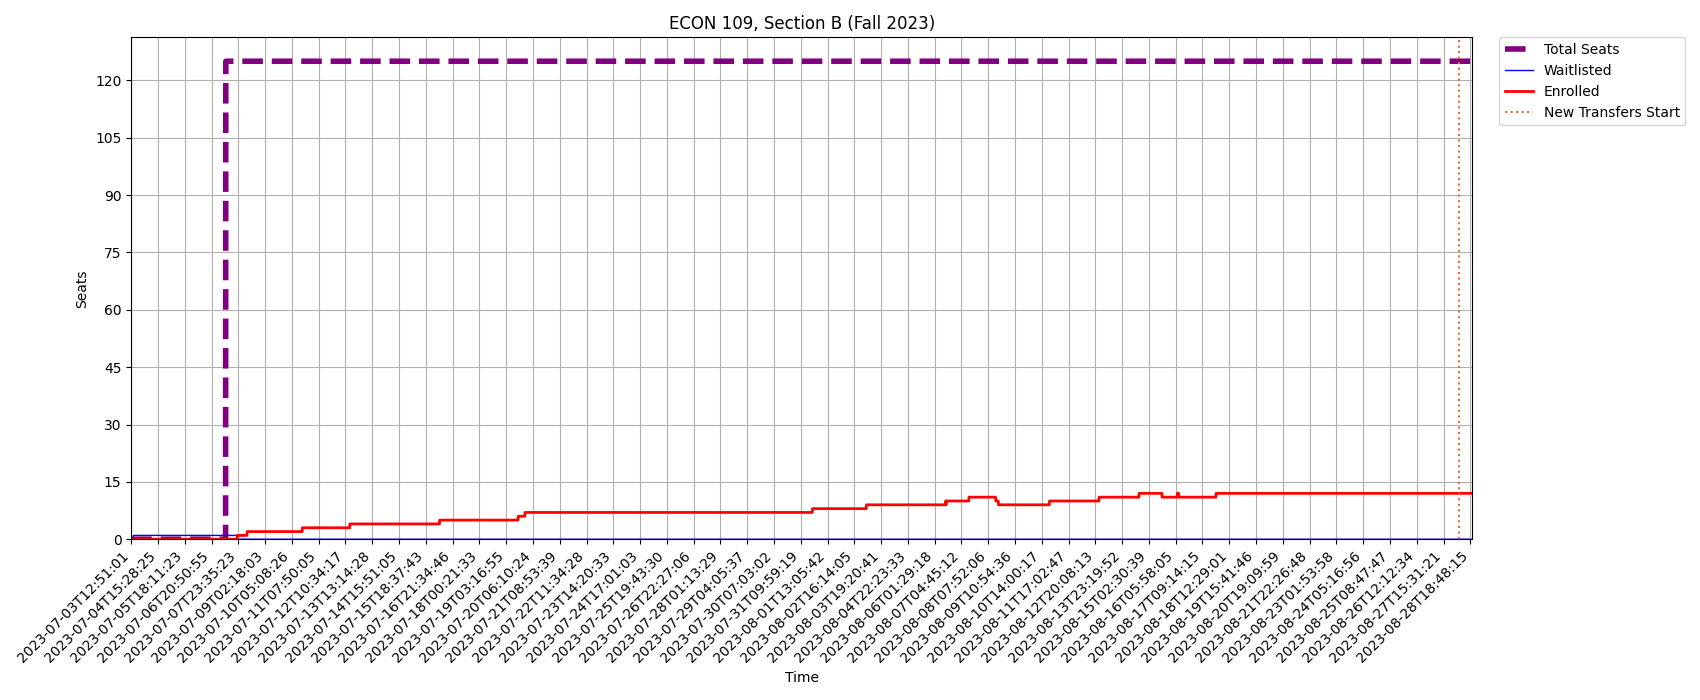 ECON 109, Section B (Fall 2023)
Total Seats
Waitlisted
Enrolled
New Transfers Start
Seats
120
105
90
75
60
45
30
15
0
2023-07-03T12:51:01
2023-07-04T15:28:25
2023-07-05T18:11:23
2023-07-06T20:50:55
2023-07-07T23:35:23
2023-07-09T02:18:03
2023-07-10T05:08:26
2023-07-11T07:50:05
2023-07-12T10:34:17
2023-07-13T13:14:28
2023-07-14T15:51:05
2023-07-15T18:37:43
2023-07-16T21:34:46
2023-07-18T00:21:33
2023-07-19T03:16:55
2023-07-20T06:10:24
2023-07-21T08:53:39
2023-07-22T11:34:28
2023-07-23T14:20:33
2023-07-24T17:01:03
2023-07-25T19:43:30
2023-07-26T22:27:06
2023-07-28T01:13:29
2023-07-29T04:05:37
2023-07-30T07:03:02
2023-07-31T09:59:19
2023-08-01T13:05:42
2023-08-02T16:14:05
2023-08-03T19:20:41
2023-08-04T22:23:33
2023-08-06T01:29:18
2023-08-07T04:45:12
2023-08-08T07:52:06
2023-08-09T10:54:36
2023-08-10T14:00:17
2023-08-11T17:02:47
2023-08-12T20:08:13
2023-08-13T23:19:52
2023-08-15T02:30:39
2023-08-16T05:58:05
2023-08-17T09:14:15
2023-08-18T12:29:01
2023-08-19T15:41:46
2023-08-20T19:09:59
2023-08-21T22:26:48
2023-08-23T01:53:58
2023-08-24T05:16:56
2023-08-25T08:47:47
2023-08-26T12:12:34
2023-08-27T15:31:21
2023-08-28T18:48:15
Time